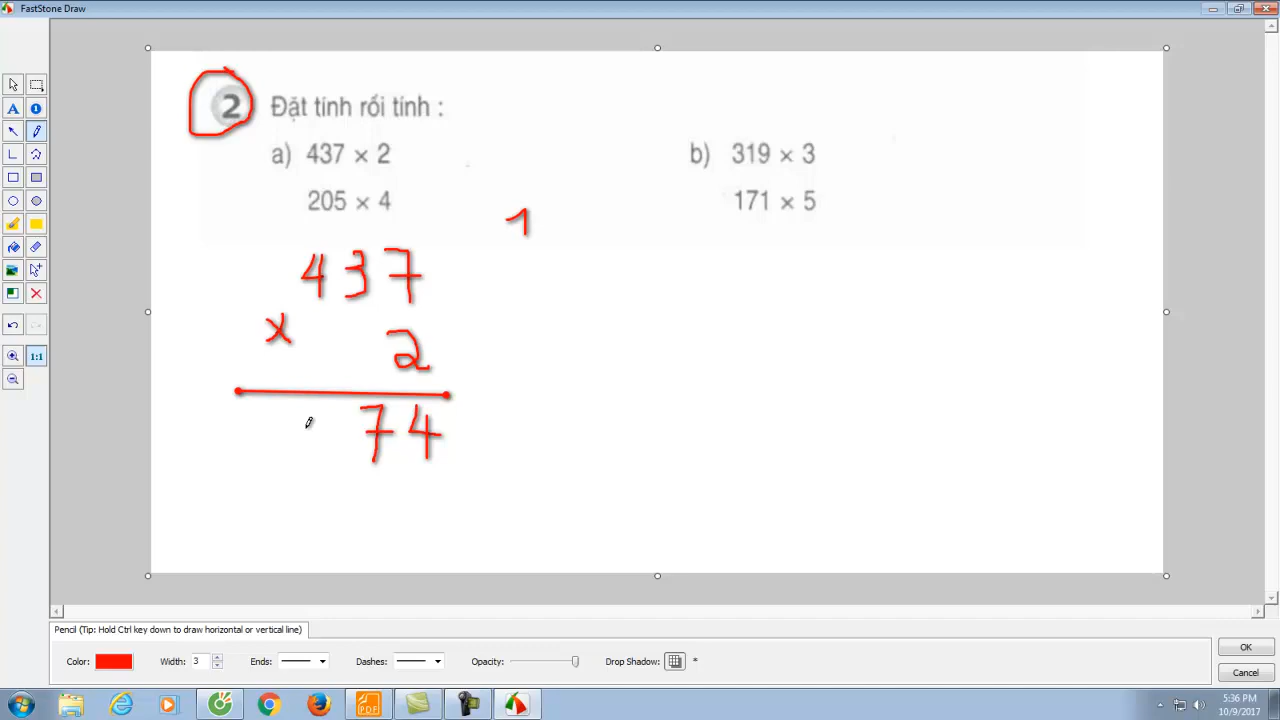 FastStone Draw
2 Đặt tính rồi tính :
a) 437 × 2
b) 319 × 3
205 × 4
171 × 5
1
437
x 2
74
1:1
Pencil (Tip: Hold Ctrl key down to draw horizontal or vertical line)
Color: Width: 3 Ends: Dashes: Opacity: Drop Shadow: *
OK
Cancel
PDF
5:36 PM
10/9/2017